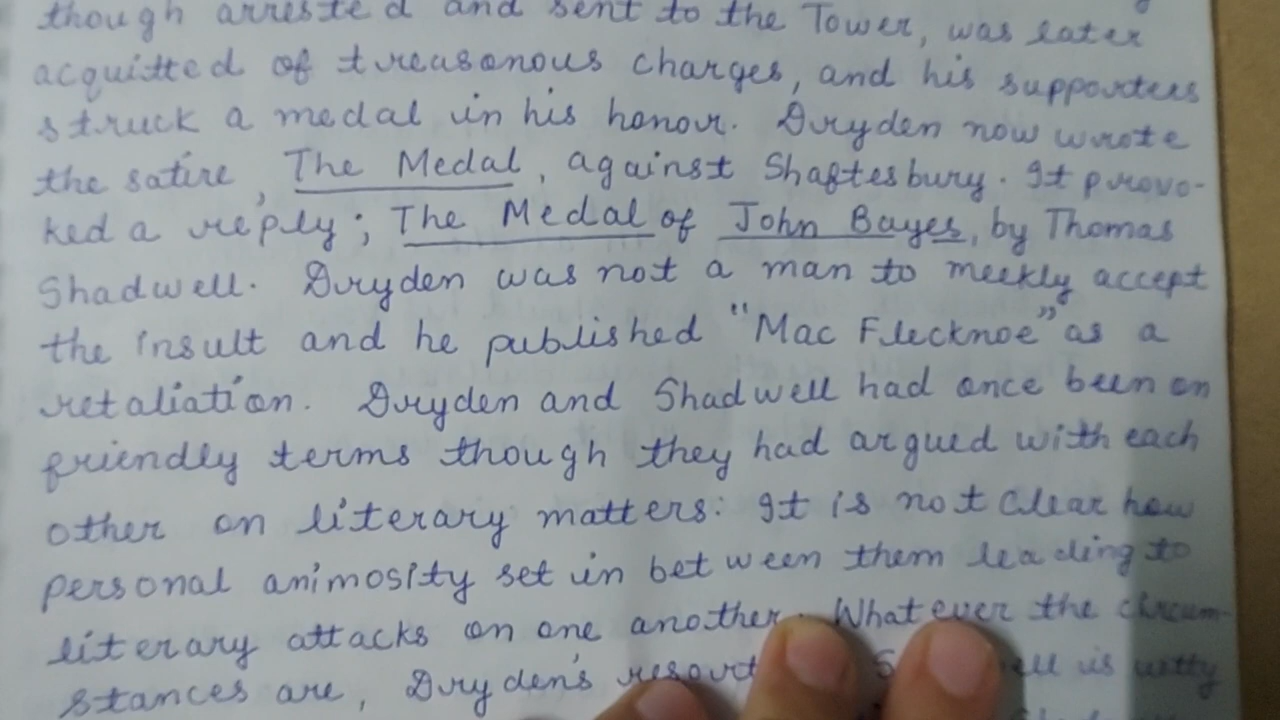 though arrested and sent to the Tower, was later
acquitted of treasonous charges, and his supporters
struck a medal in his honour. Dryden now wrote
the satire, The Medal, against Shaftesbury. It provo-
ked a reply; The Medal of John Bayes, by Thomas
Shadwell. Dryden was not a man to meekly accept
the insult and he published "Mac Flecknoe" as a
retaliation. Dryden and Shadwell had once been on
friendly terms though they had argued with each
other on literary matters: It is not clear how
personal animosity set in between them leading to
literary attacks on one another. Whatever the circum-
stances are, Dryden's is witty